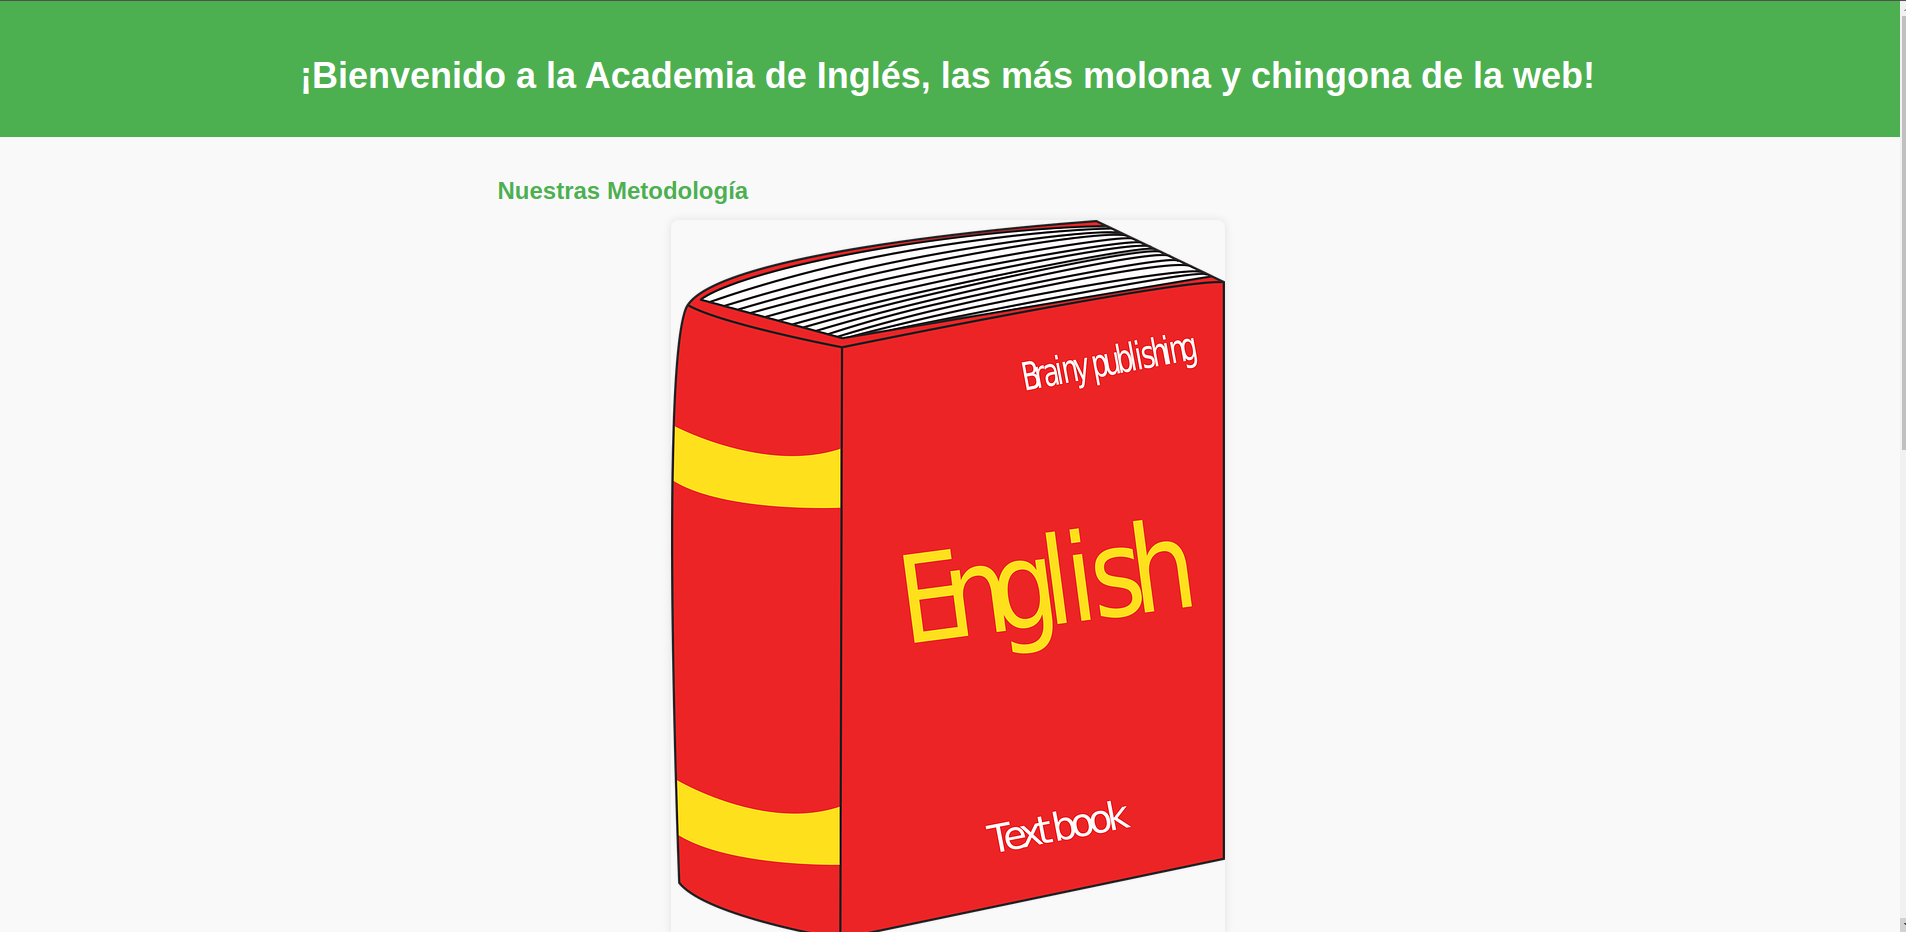 ¡Bienvenido a la Academia de Inglés, las más molona y chingona de la web!
Nuestras Metodología
Brainy publishing
English
Text book